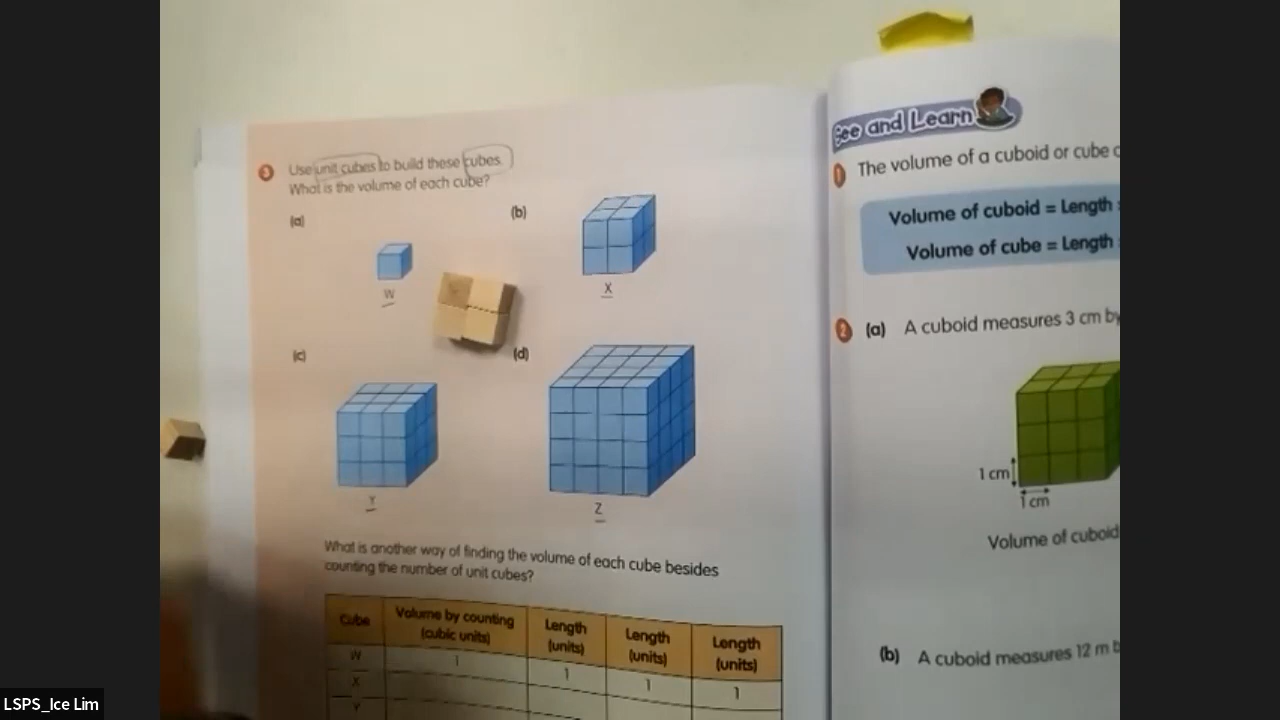 3 Use unit cubes to build these cubes.
What is the volume of each cube?
(a)
(b)
W
X
(c)
(d)
Y
Z
What is another way of finding the volume of each cube besides
counting the number of unit cubes?
Cube Volume by counting (cubic units) Length (units) Length (units) Length (units)
W 1 1 1 1
X
Y
See and Learn
1 The volume of a cuboid or cube
Volume of cuboid = Length
Volume of cube = Length
2 (a) A cuboid measures 3 cm by
1 cm
1 cm
Volume of cuboid
(b) A cuboid measures 12 m
LSPS_Ice Lim